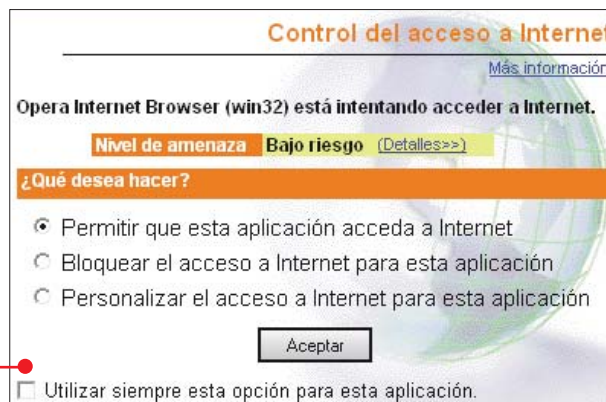 Control del acceso a Internet
Más información
Opera Internet Browser (win32) está intentando acceder a Internet.
Nivel de amenaza Bajo riesgo (Detalles>>)
¿Qué desea hacer?
Permitir que esta aplicación acceda a Internet
Bloquear el acceso a Internet para esta aplicación
Personalizar el acceso a Internet para esta aplicación
Aceptar
Utilizar siempre esta opción para esta aplicación.